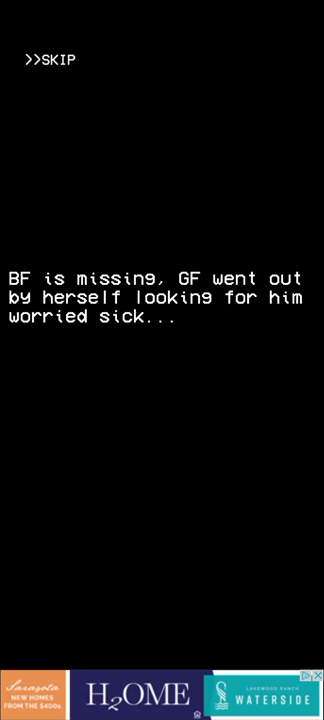 >>SKIP
BF is missing, GF went out
by herself looking for him
worried sick...
Sarasota
NEW HOMES
FROM THE $400s
H2OME
LAKEWOOD RANCH
WATERSIDE